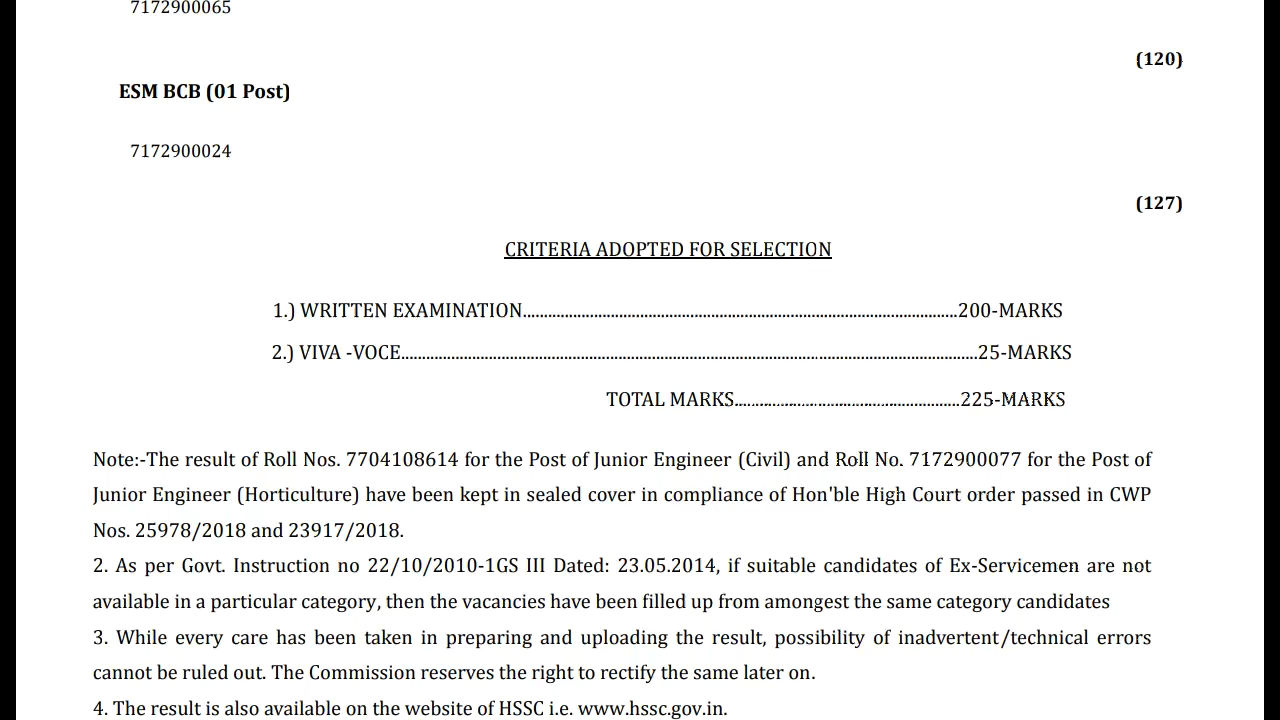 7172900065
(120)
ESM BCB (01 Post)
7172900024
(127)
CRITERIA ADOPTED FOR SELECTION
1.) WRITTEN EXAMINATION........................................................................................................200-MARKS
2.) VIVA -VOCE..........................................................................................................................................25-MARKS
TOTAL MARKS......................................................225-MARKS
Note:-The result of Roll Nos. 7704108614 for the Post of Junior Engineer (Civil) and Roll No. 7172900077 for the Post of
Junior Engineer (Horticulture) have been kept in sealed cover in compliance of Hon'ble High Court order passed in CWP
Nos. 25978/2018 and 23917/2018.
2. As per Govt. Instruction no 22/10/2010-1GS III Dated: 23.05.2014, if suitable candidates of Ex-Servicemen are not
available in a particular category, then the vacancies have been filled up from amongest the same category candidates
3. While every care has been taken in preparing and uploading the result, possibility of inadvertent/technical errors
cannot be ruled out. The Commission reserves the right to rectify the same later on.
4. The result is also available on the website of HSSC i.e. www.hssc.gov.in.